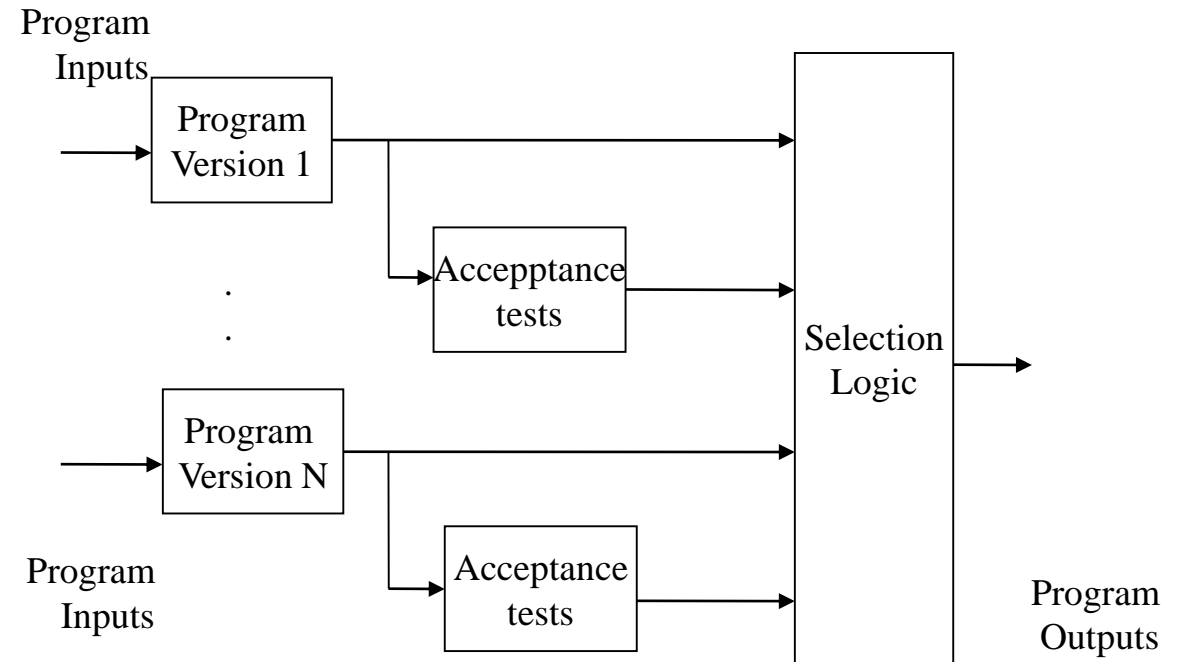 Program
Inputs
Program
Version 1
Accepptance
tests
.
.
Selection
Logic
Program
Version N
Acceptance
tests
Program
Inputs
Program
Outputs